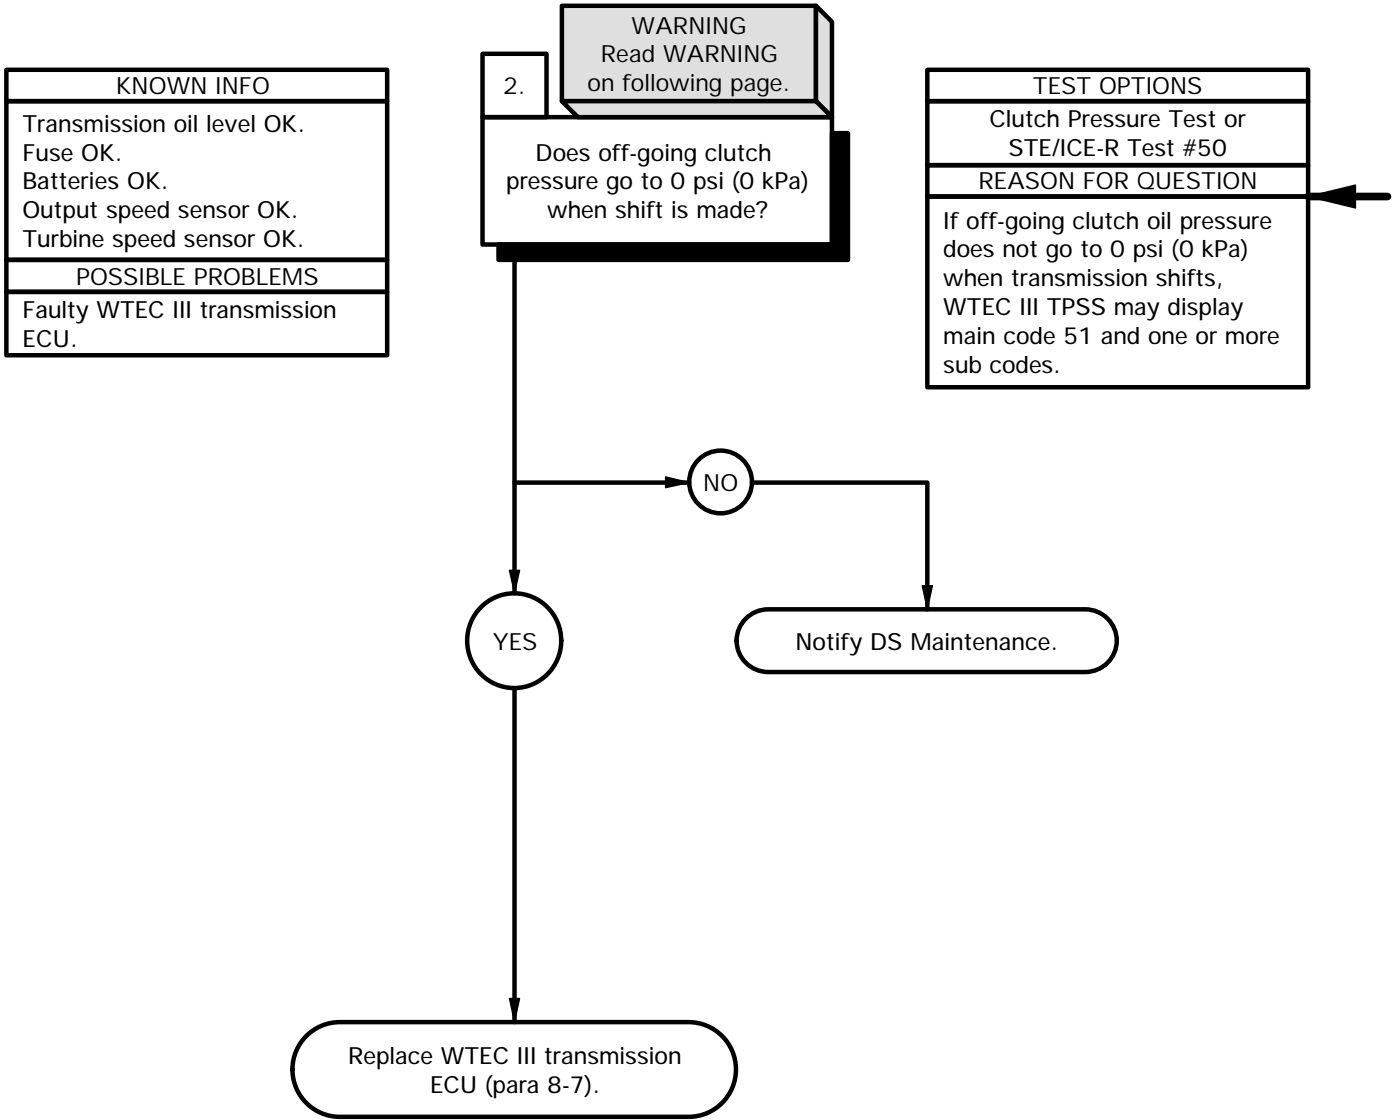 KNOWN INFO
Transmission oil level OK.
Fuse OK.
Batteries OK.
Output speed sensor OK.
Turbine speed sensor OK.
POSSIBLE PROBLEMS
Faulty WTEC III transmission
ECU.
WARNING
Read WARNING
on following page.
2.
Does off-going clutch
pressure go to 0 psi (0 kPa)
when shift is made?
TEST OPTIONS
Clutch Pressure Test or
STE/ICE-R Test #50
REASON FOR QUESTION
If off-going clutch oil pressure
does not go to 0 psi (0 kPa)
when transmission shifts,
WTEC III TPSS may display
main code 51 and one or more
sub codes.
NO
YES
Notify DS Maintenance.
Replace WTEC III transmission
ECU (para 8-7).